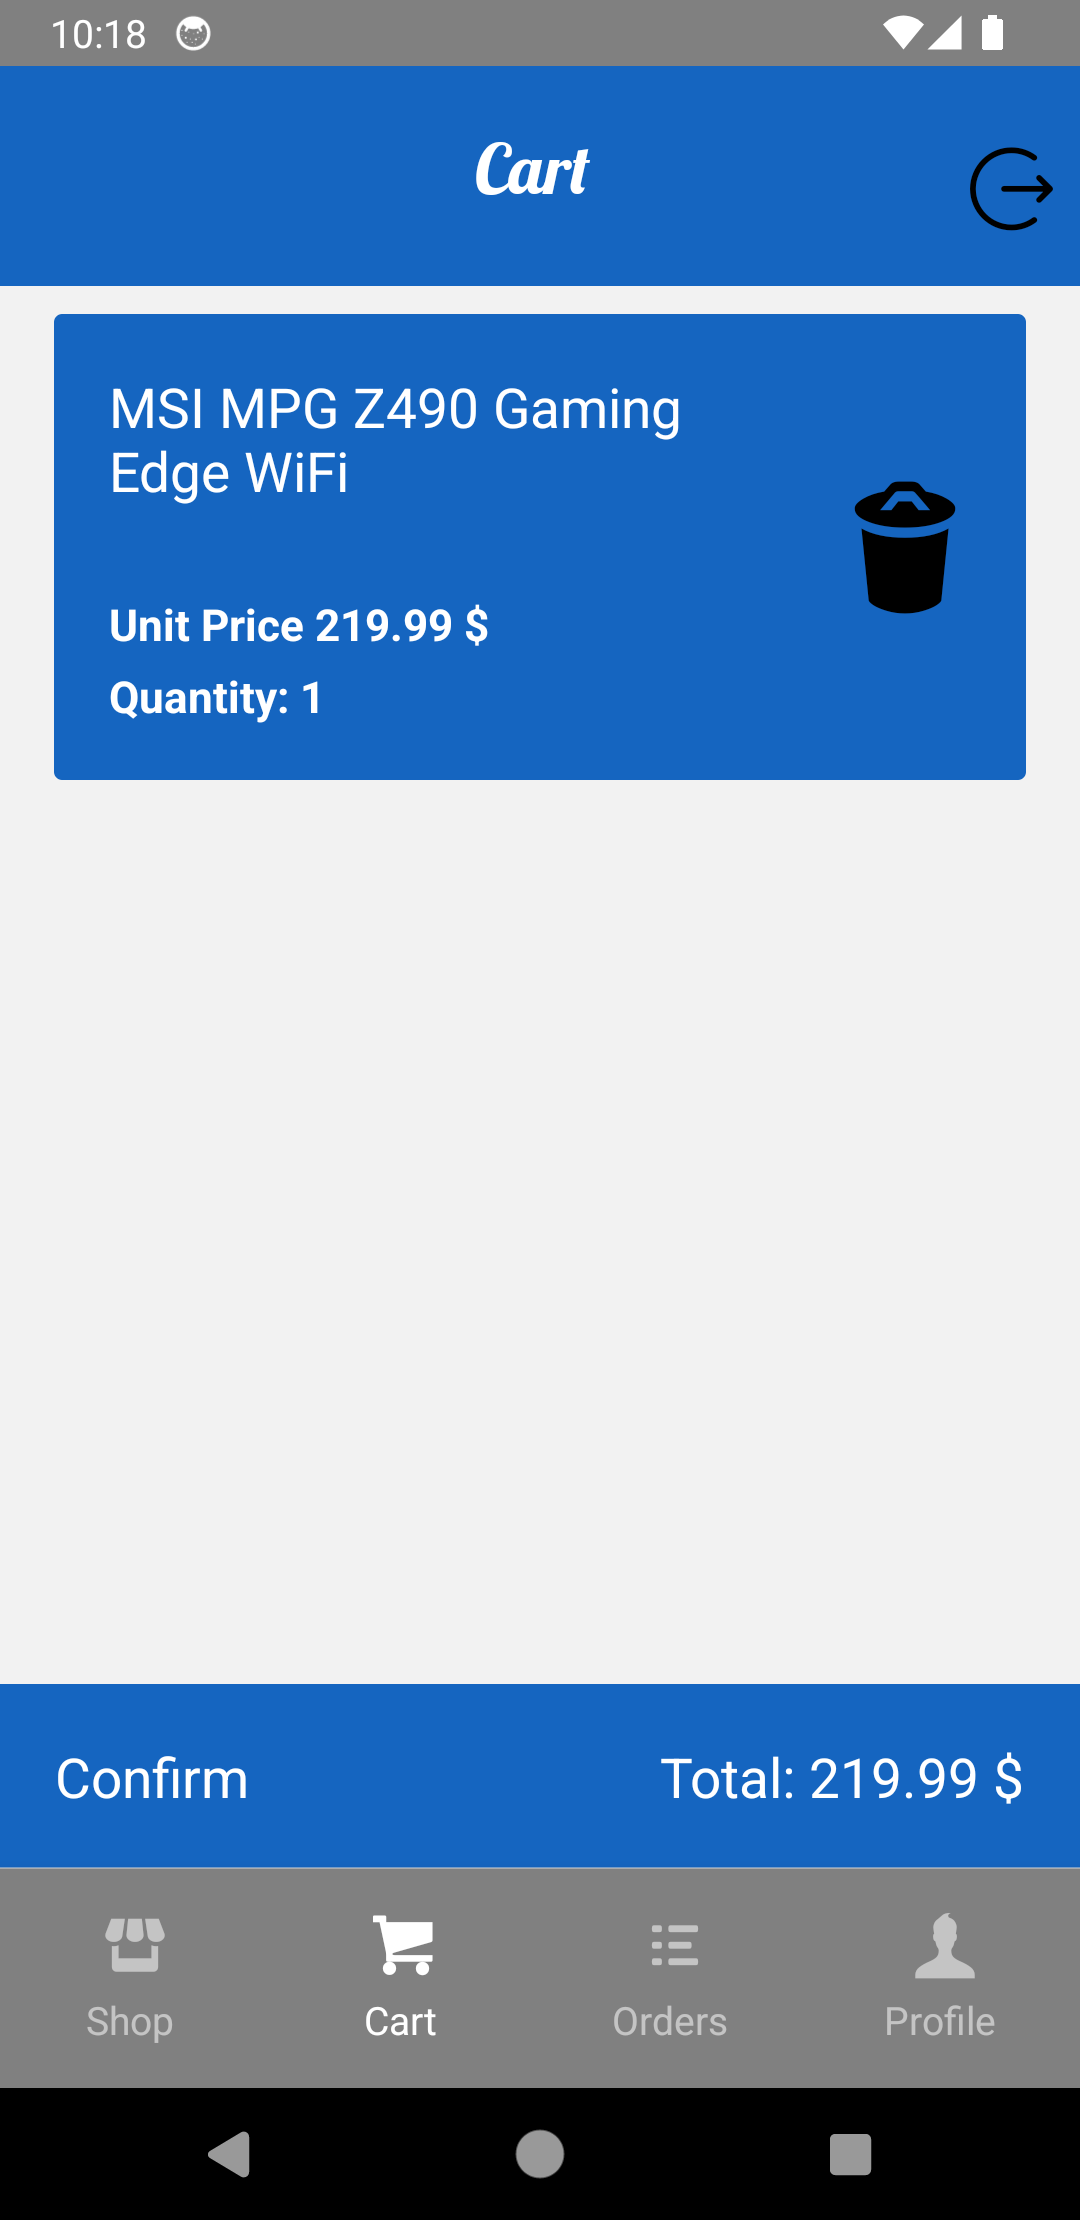 10:18
Cart
MSI MPG Z490 Gaming
Edge WiFi
Unit Price 219.99 $
Quantity: 1
Confirm
Total: 219.99 $
Shop
Cart
Orders
Profile